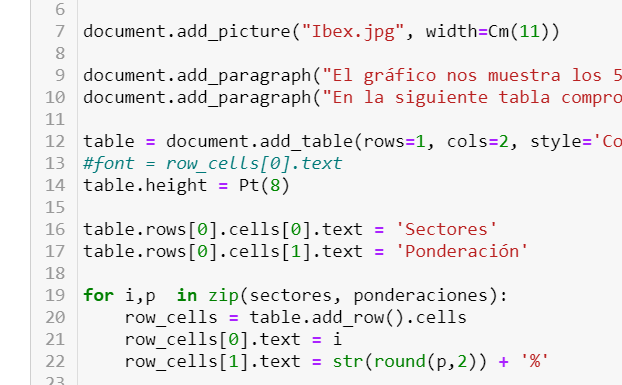 6
7 document.add_picture("Ibex.jpg", width=Cm(11))
8
9 document.add_paragraph("El gráfico nos muestra los 5
10 document.add_paragraph("En la siguiente tabla compro
11
12 table = document.add_table(rows=1, cols=2, style='Co
13 #font = row_cells[0].text
14 table.height = Pt(8)
15
16 table.rows[0].cells[0].text = 'Sectores'
17 table.rows[0].cells[1].text = 'Ponderación'
18
19 for i,p  in zip(sectores, ponderaciones):
20     row_cells = table.add_row().cells
21     row_cells[0].text = i
22     row_cells[1].text = str(round(p,2)) + '%'
23